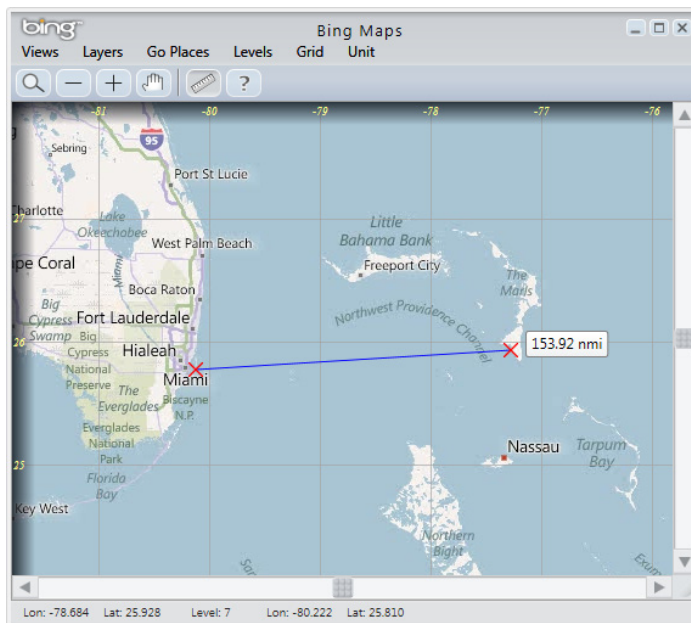 bing™
Bing Maps
Views Layers Go Places Levels Grid Unit
?
-81 -80 -79 -78 -77 -76
95
Sebring
Port St Lucie
Charlotte
27
Lake
Okeechobee
Little
Bahama Bank
West Palm Beach
Miami
pe Coral
Freeport City
The
Marls
Boca Raton
Big
Cypress
Swamp
Fort Lauderdale
Northwest Providence Channel
26
Big
Cypress
National
Preserve
Hialeah
153.92 nmi
Miami
The
Everglades
Biscayne
N.P.
Everglades
National
Park
Nassau
Tarpum
Bay
25
Florida
Bay
Key West
Northern
Bight
Exum
Lon: -78.684 Lat: 25.928 Level: 7 Lon: -80.222 Lat: 25.810